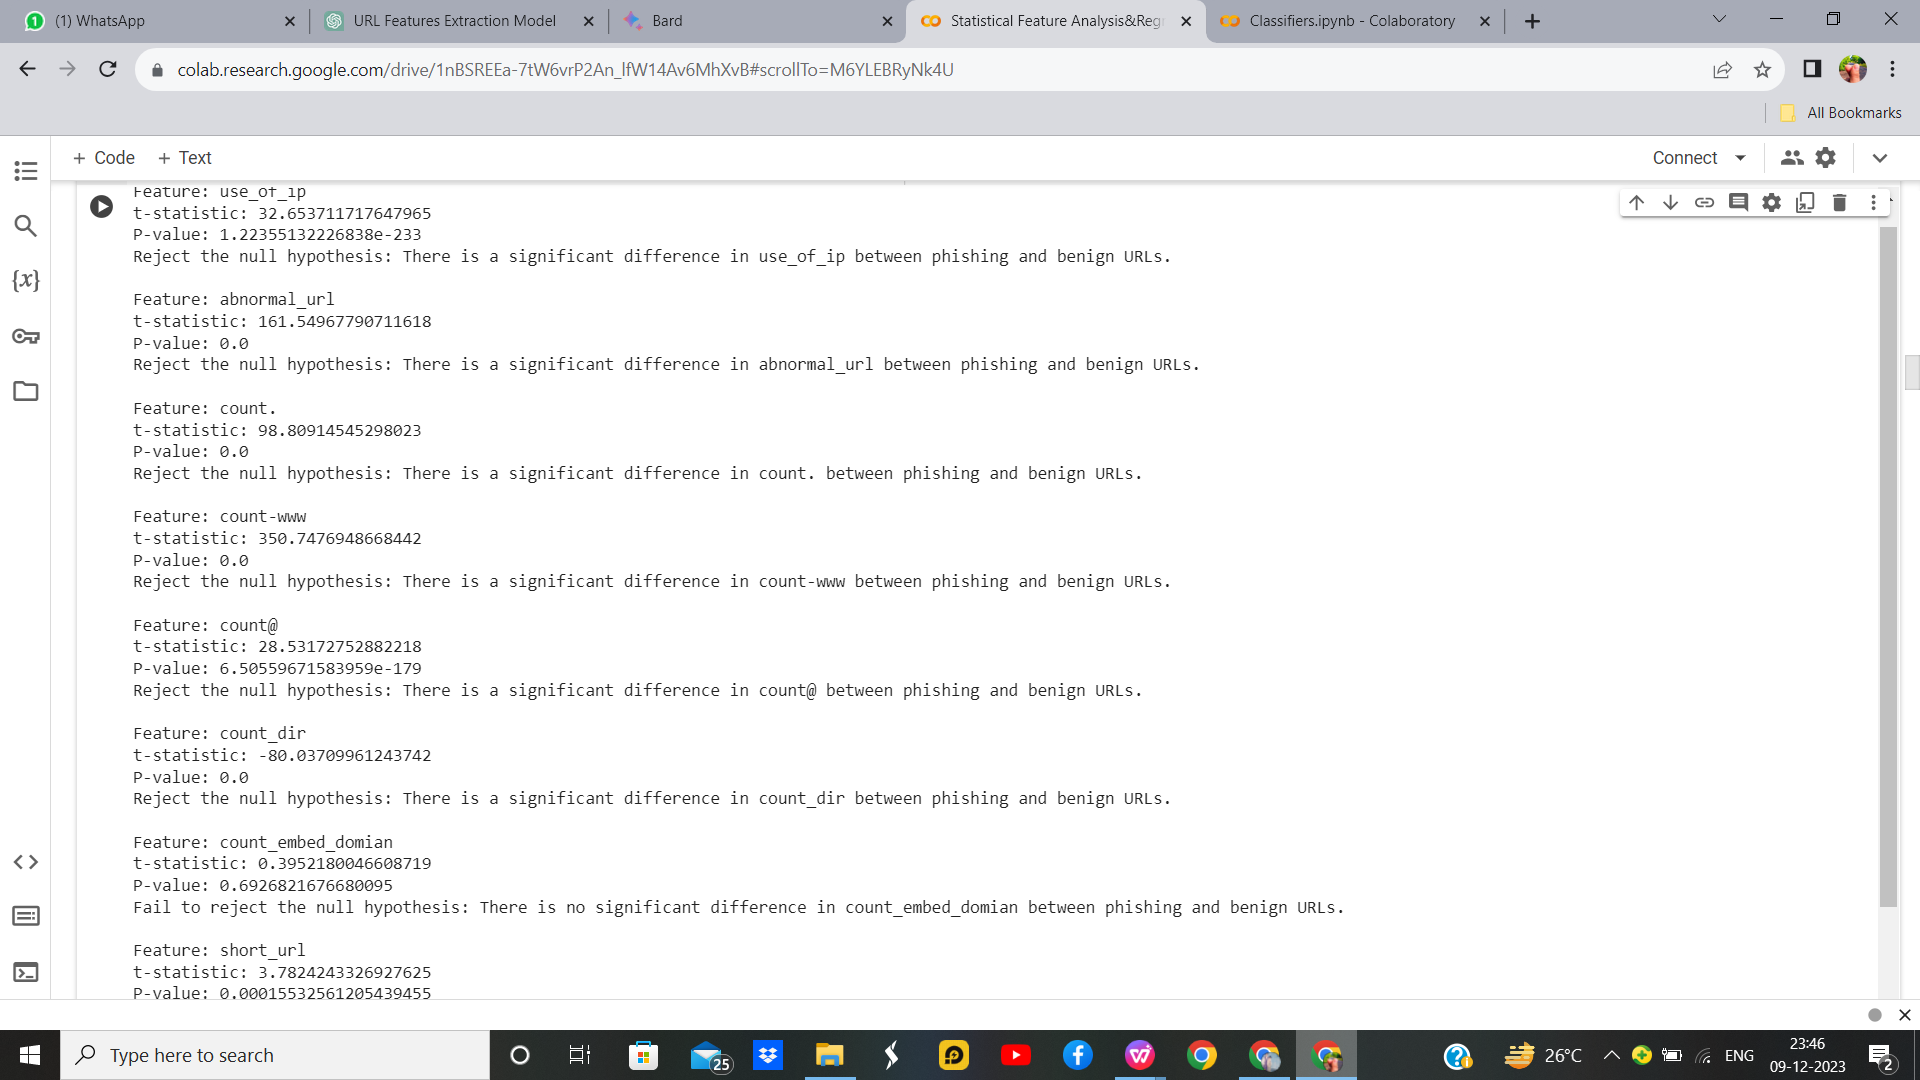 (1) WhatsApp
URL Features Extraction Model
Bard
Statistical Feature Analysis&Reg
Classifiers.ipynb - Colaboratory
colab.research.google.com/drive/1nBSREEa-7tW6vrP2An_lfW14Av6MhXvB#scrollTo=M6YLEBRyNk4U
All Bookmarks
+ Code + Text
Connect
Feature: use_of_ip
t-statistic: 32.653711717647965
P-value: 1.22355132226838e-233
Reject the null hypothesis: There is a significant difference in use_of_ip between phishing and benign URLs.
Feature: abnormal_url
t-statistic: 161.54967790711618
P-value: 0.0
Reject the null hypothesis: There is a significant difference in abnormal_url between phishing and benign URLs.
Feature: count.
t-statistic: 98.80914545298023
P-value: 0.0
Reject the null hypothesis: There is a significant difference in count. between phishing and benign URLs.
Feature: count-www
t-statistic: 350.7476948668442
P-value: 0.0
Reject the null hypothesis: There is a significant difference in count-www between phishing and benign URLs.
Feature: count@
t-statistic: 28.53172752882218
P-value: 6.50559671583959e-179
Reject the null hypothesis: There is a significant difference in count@ between phishing and benign URLs.
Feature: count_dir
t-statistic: -80.03709961243742
P-value: 0.0
Reject the null hypothesis: There is a significant difference in count_dir between phishing and benign URLs.
Feature: count_embed_domian
t-statistic: 0.3952180046608719
P-value: 0.6926821676680095
Fail to reject the null hypothesis: There is no significant difference in count_embed_domian between phishing and benign URLs.
Feature: short_url
t-statistic: 3.7824243326927625
P-value: 0.00015532561205439455
Type here to search
25
26°C
ENG
23:46
09-12-2023
2